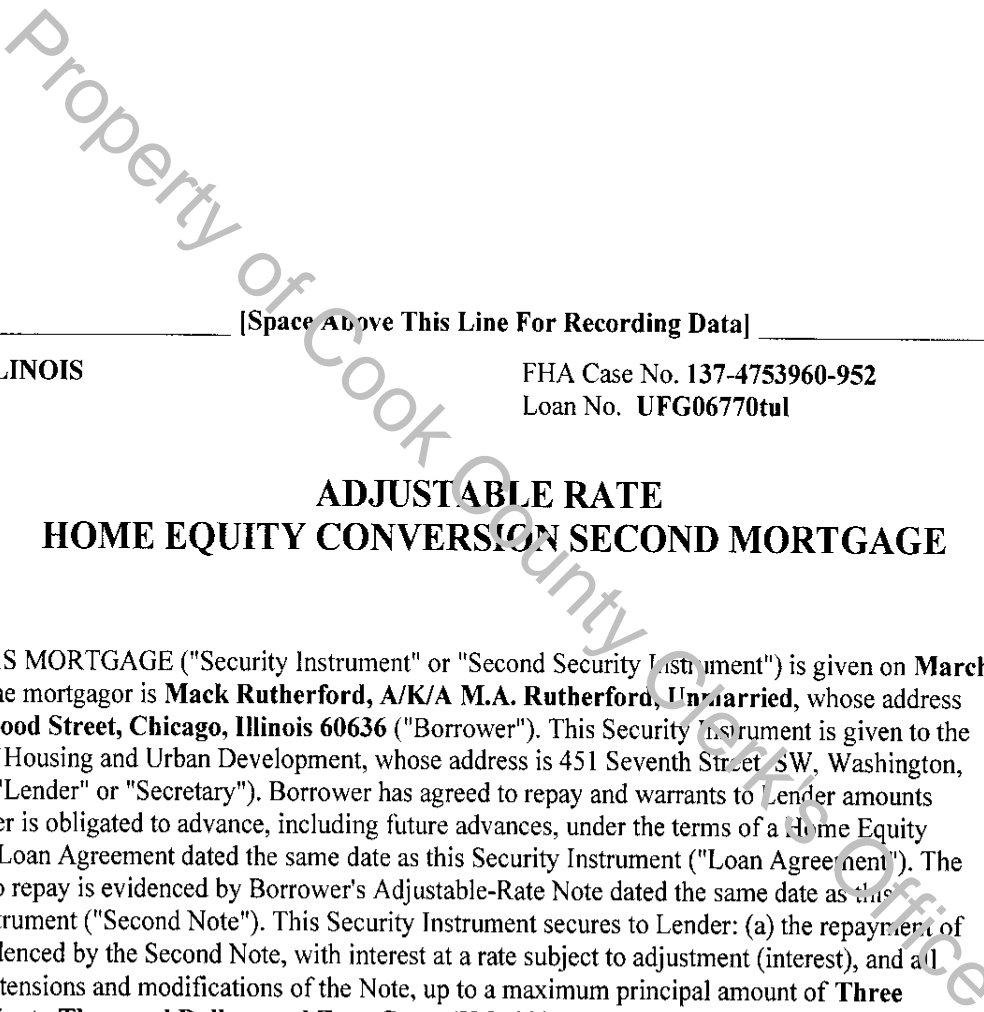 Property of Cook County Clerk's Office
[Space Above This Line For Recording Data]
LINOIS
FHA Case No. 137-4753960-952
Loan No. UFG06770tul
ADJUSTABLE RATE
HOME EQUITY CONVERSION SECOND MORTGAGE
S MORTGAGE ("Security Instrument" or "Second Security Instrument") is given on March
e mortgagor is Mack Rutherford, A/K/A M.A. Rutherford, Unmarried, whose address
ood Street, Chicago, Illinois 60636 ("Borrower"). This Security Instrument is given to the
Housing and Urban Development, whose address is 451 Seventh Street, SW, Washington,
"Lender" or "Secretary"). Borrower has agreed to repay and warrants to Lender amounts
er is obligated to advance, including future advances, under the terms of a Home Equity
Loan Agreement dated the same date as this Security Instrument ("Loan Agreement"). The
o repay is evidenced by Borrower's Adjustable-Rate Note dated the same date as this
trument ("Second Note"). This Security Instrument secures to Lender: (a) the repayment of
denced by the Second Note, with interest at a rate subject to adjustment (interest), and all
tensions and modifications of the Note, up to a maximum principal amount of Three